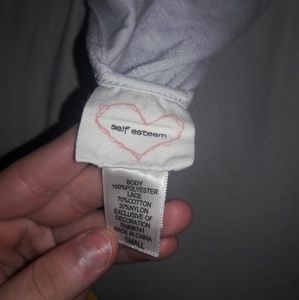 self esteem
BODY
100%POLYESTER
LACE
70%COTTON
30%NYLON
EXCLUSIVE OF
DECORATION
MADE IN CHINA
SMALL